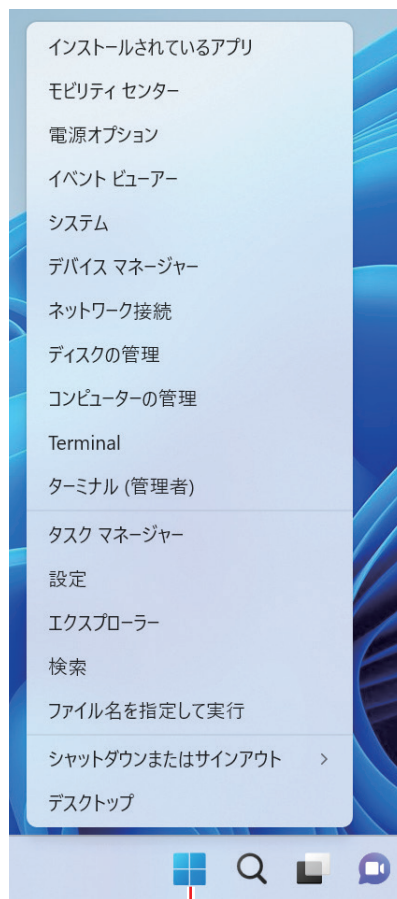 インストールされているアプリ
モビリティ センター
電源オプション
イベント ビューアー
システム
デバイス マネージャー
ネットワーク接続
ディスクの管理
コンピューターの管理
Terminal
ターミナル (管理者)
タスク マネージャー
設定
エクスプローラー
検索
ファイル名を指定して実行
シャットダウンまたはサインアウト
デスクトップ